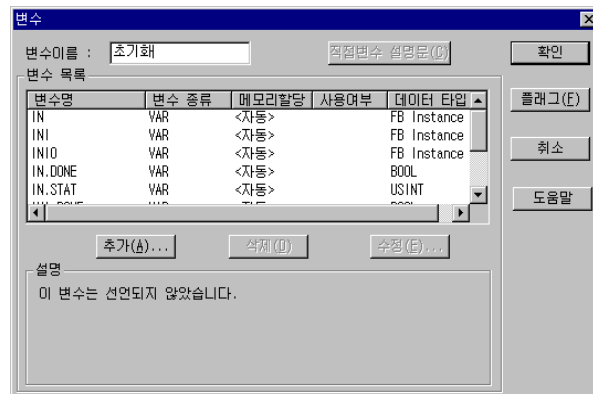 변수
변수이름 : 초기홰
직접변수 설명문(C)
확인
변수 목록
변수명 변수 종류 메모리할당 사용여부 데이터 타입
IN VAR <자동> FB Instance
INI VAR <자동> FB Instance
INIO VAR <자동> FB Instance
IN.DONE VAR <자동> BOOL
IN.STAT VAR <자동> USINT
플래그(F)
취소
도움말
추가(A)... 삭제(D) 수정(E)...
설명
이 변수는 선언되지 않았습니다.